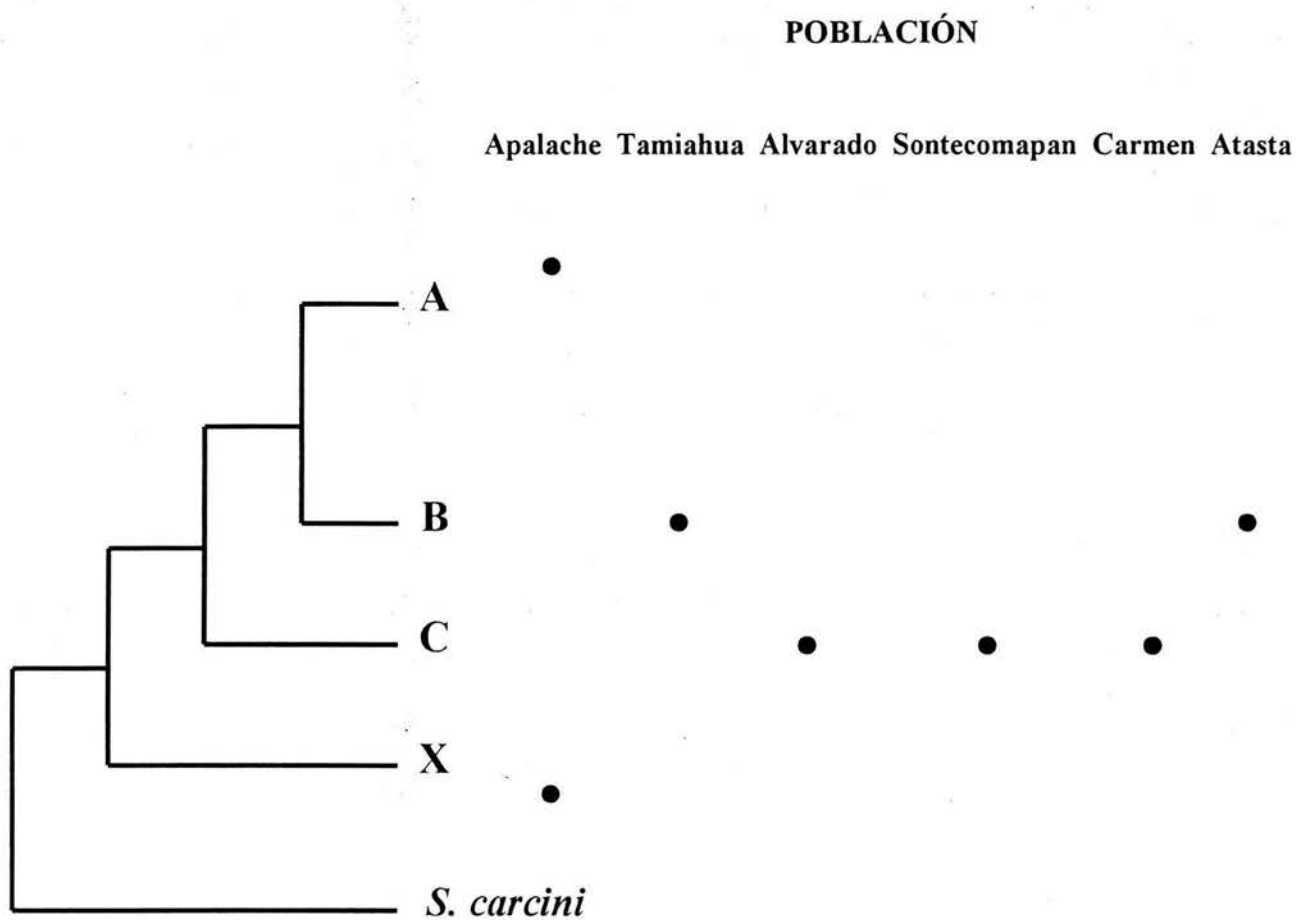 POBLACIÓN
Apalache Tamiahua Alvarado Sontecomapan Carmen Atasta
A
B
C
X
S. carcini